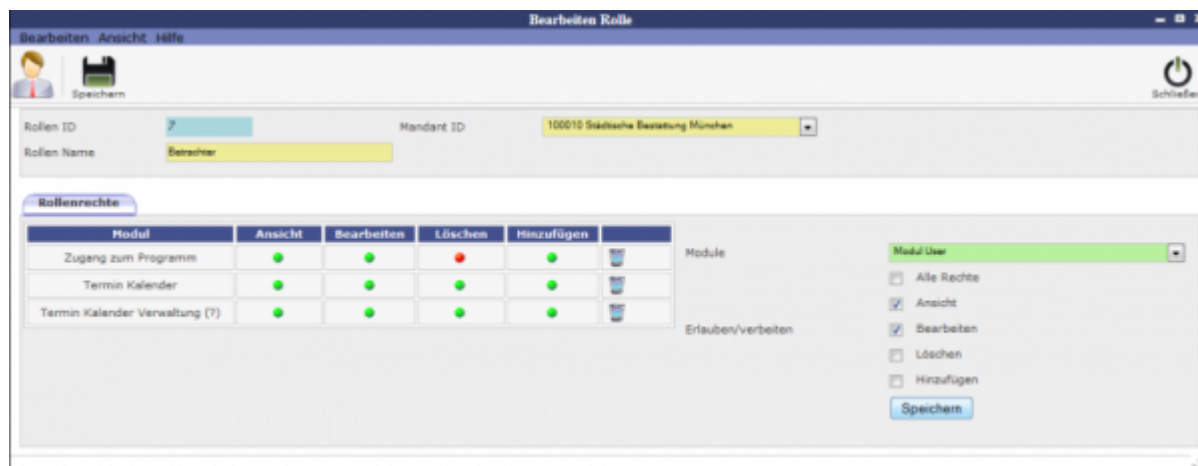 Bearbeiten Rolle
Bearbeiten Ansicht Hilfe
Speichern
Schließen
Rollen ID 7 Mandant ID 100010 Städtische Bestattung München
Rollen Name Betrachter
Rollenrechte
Modul Ansicht Bearbeiten Löschen Hinzufügen
Zugang zum Programm
Termin Kalender
Termin Kalender Verwaltung (?)
Module Modul User
Alle Rechte
Ansicht
Erlauben/verbeiten Bearbeiten
Löschen
Hinzufügen
Speichern